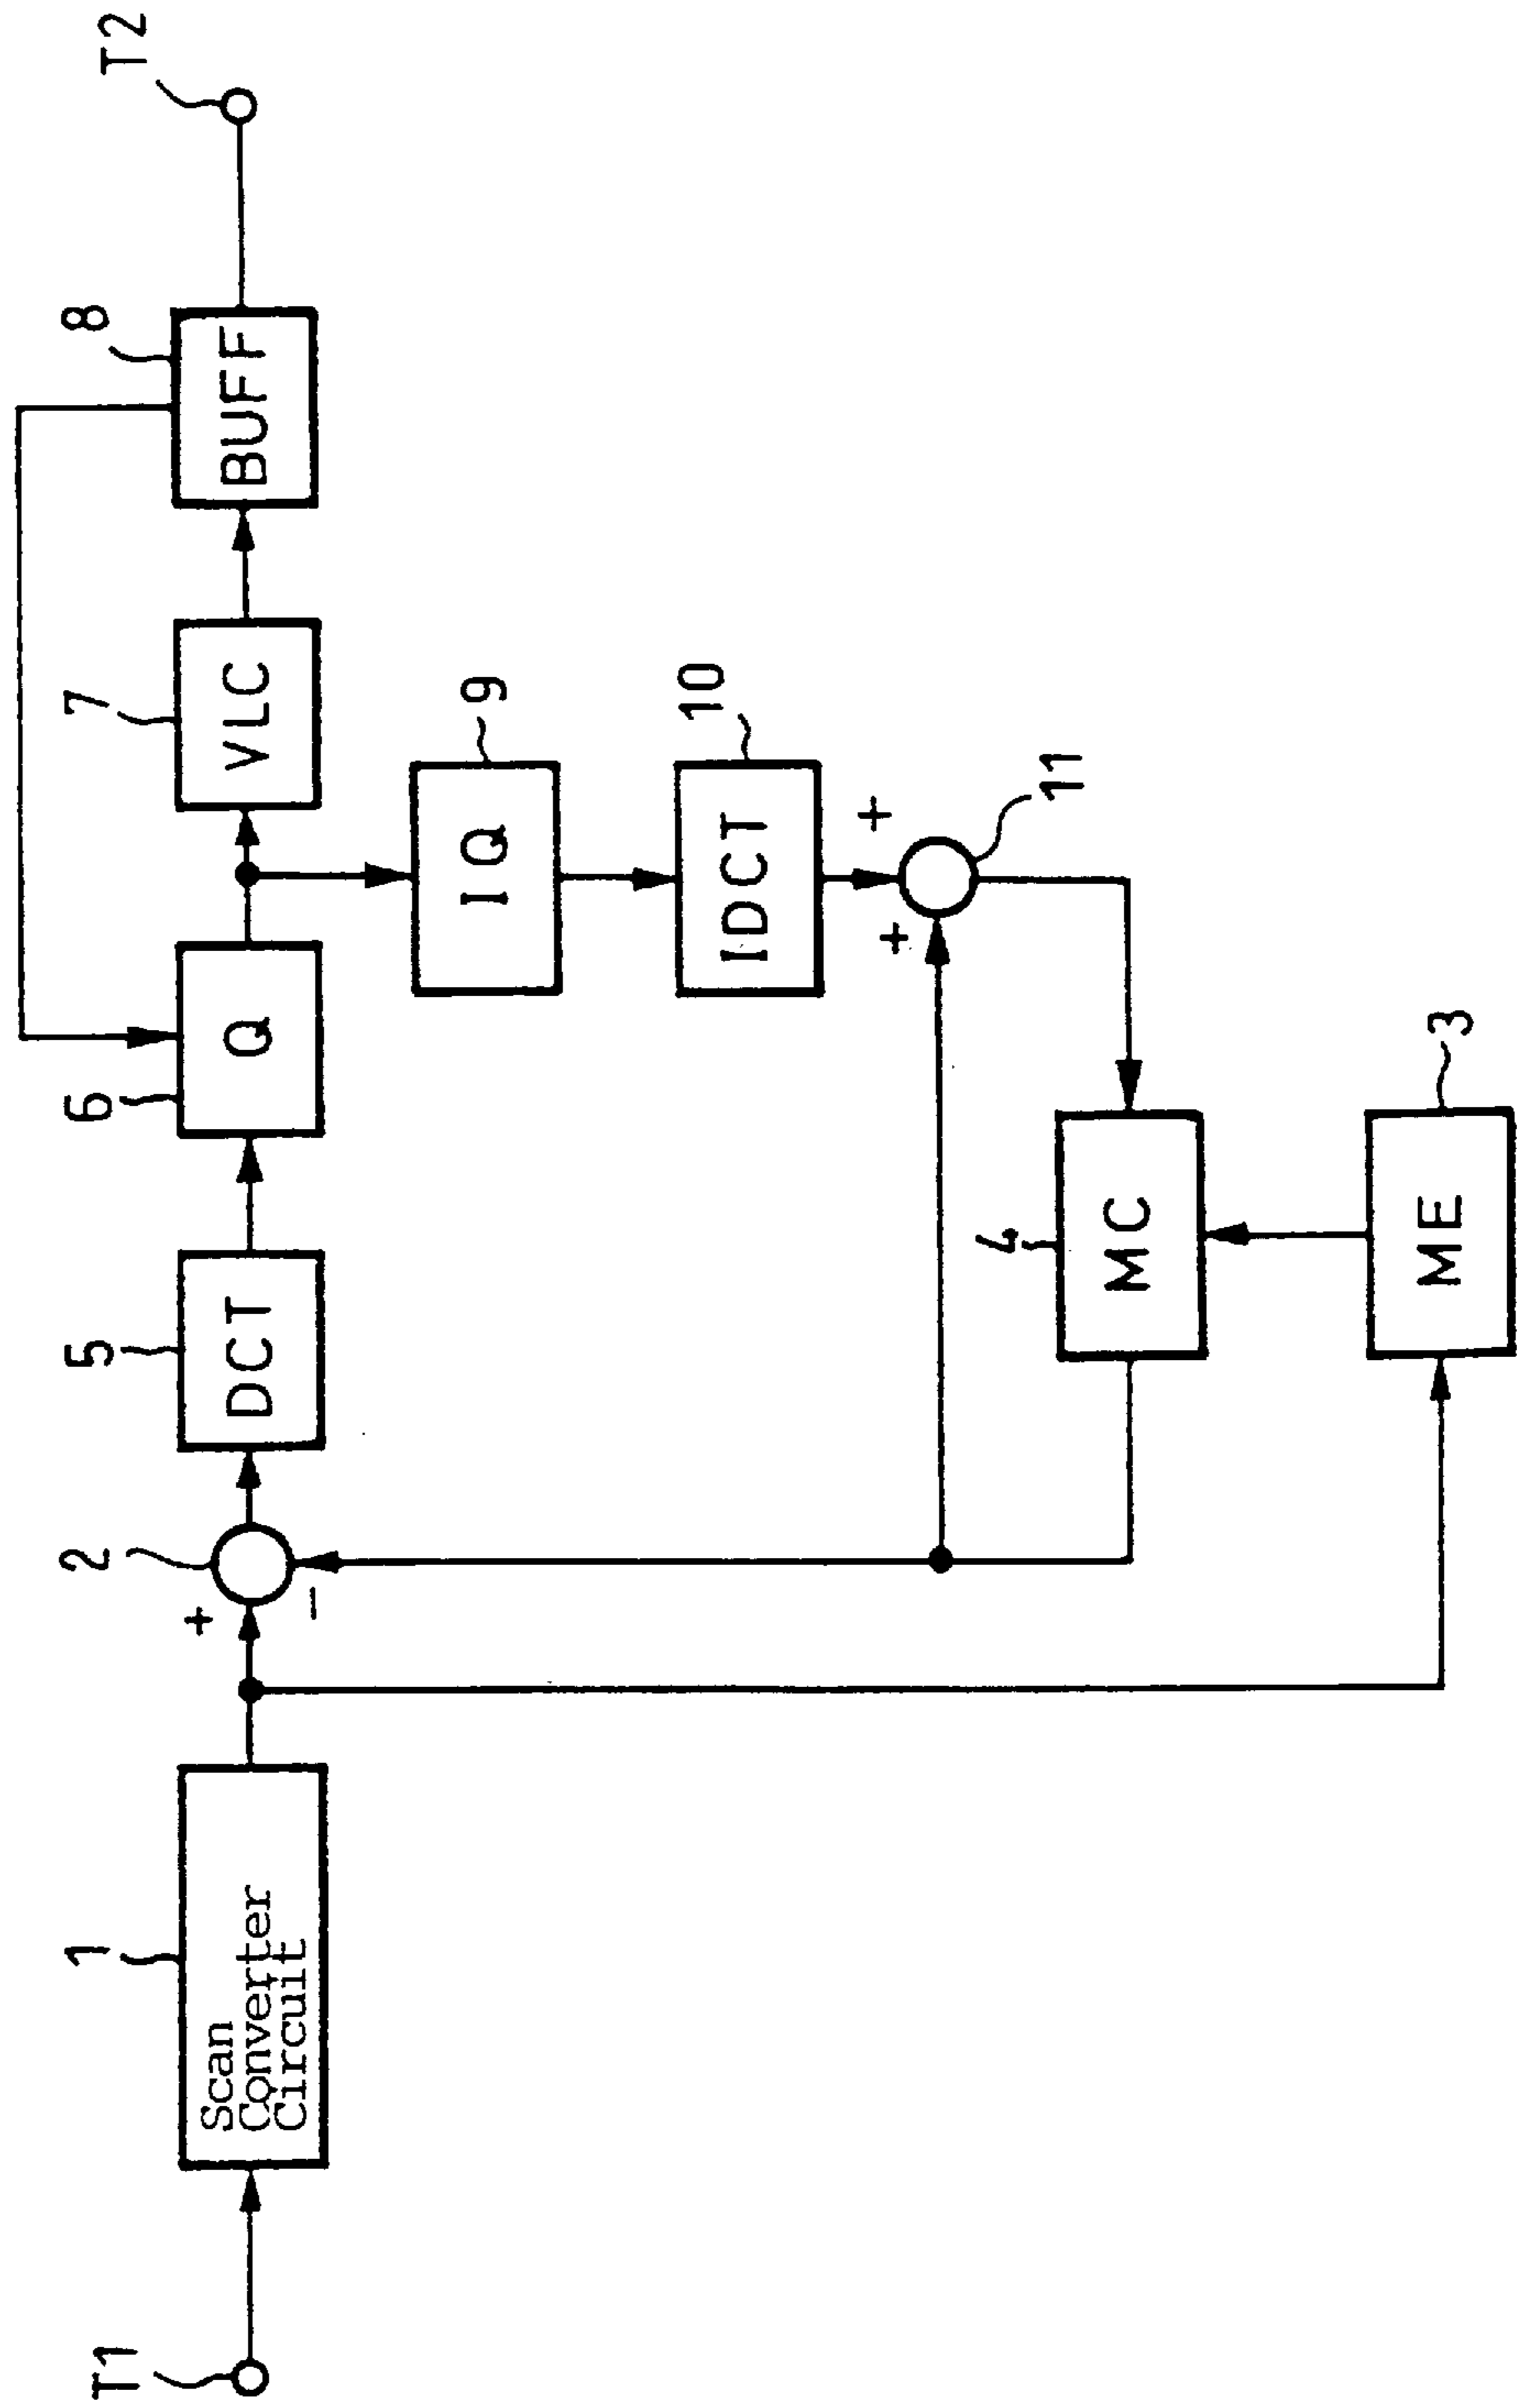 T1
1
Scan
Converter
Circuit
+
−
2
5
DCT
6
Q
7
VLC
8
BUFF
T2
9
IQ
10
IDCT
+
+
11
4
MC
3
ME